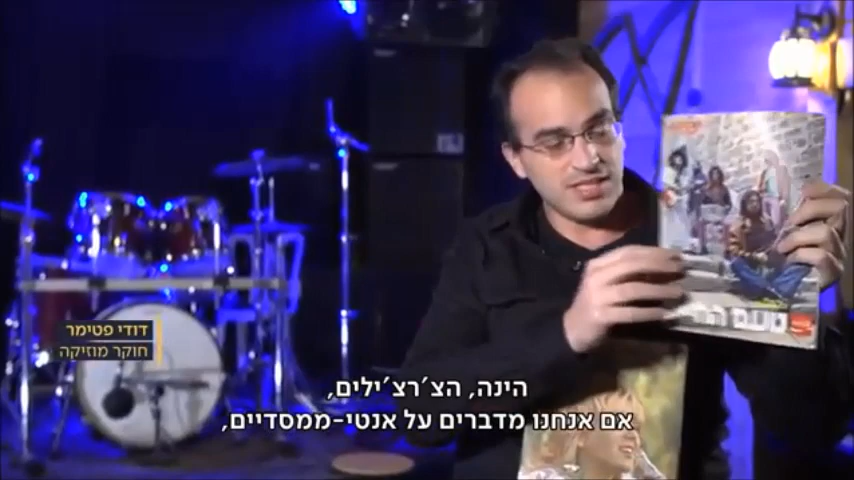 דודי פטימר
חוקר מוזיקה
הינה, הצ'רצ'ילים,
אם אנחנו מדברים על אנטי-ממסדיים,